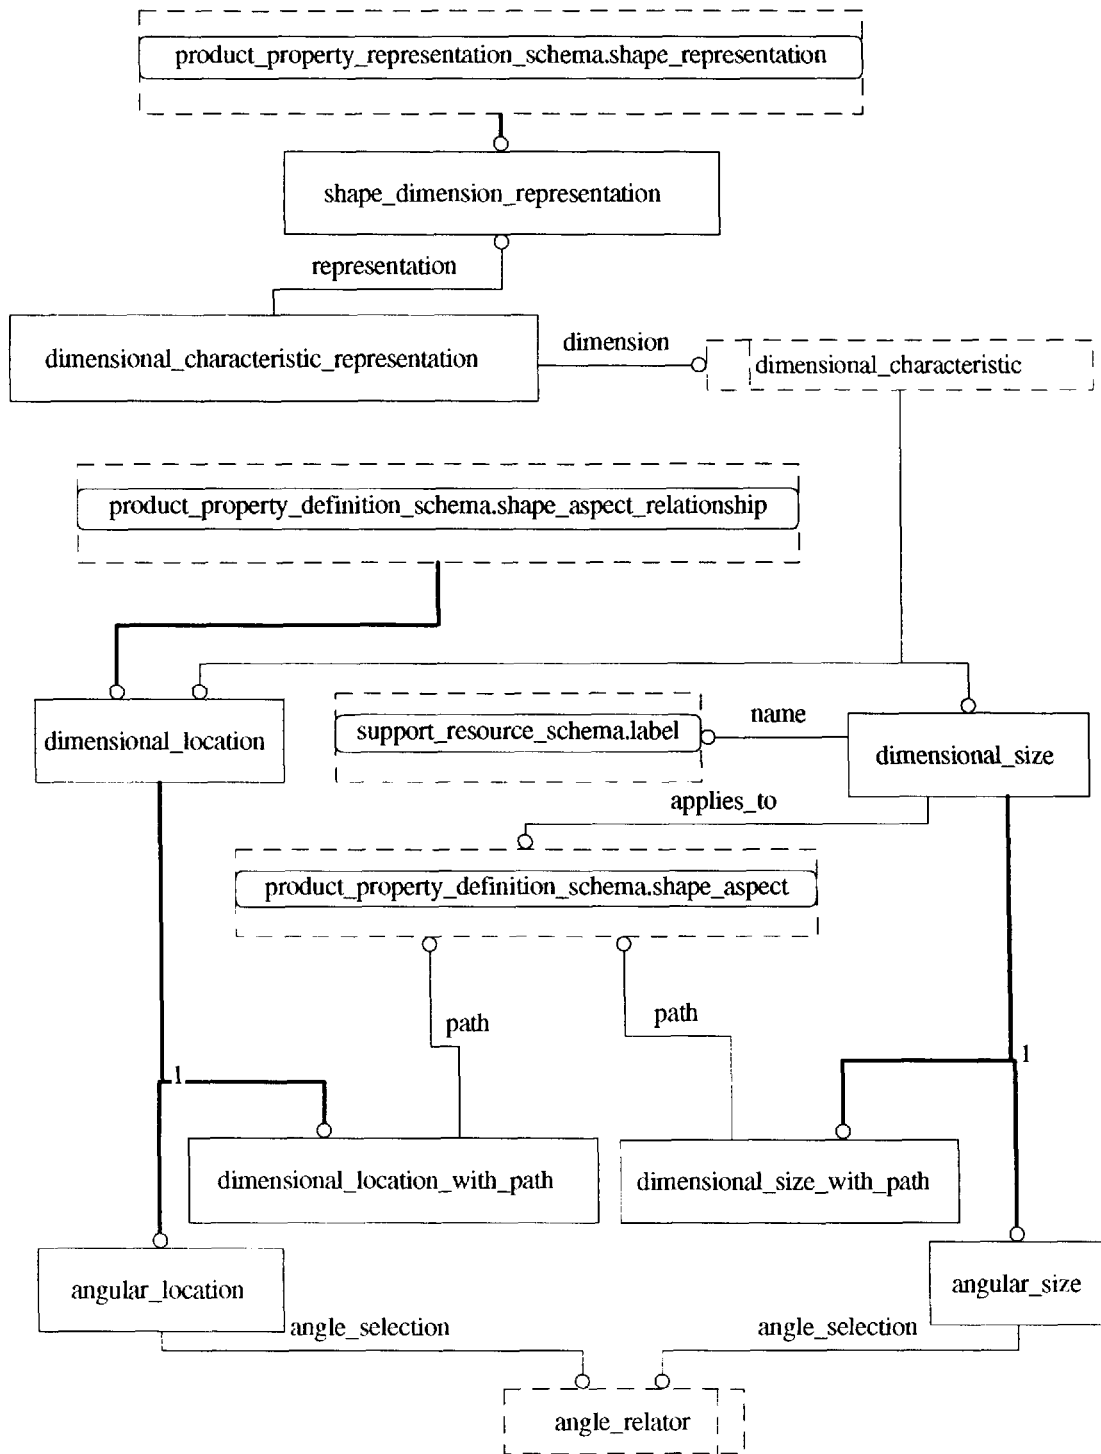 product_property_representation_schema.shape_representation
shape_dimension_representation
representation
dimensional_characteristic_representation
dimension
dimensional_characteristic
product_property_definition_schema.shape_aspect_relationship
dimensional_location
support_resource_schema.label
name
dimensional_size
applies_to
product_property_definition_schema.shape_aspect
path
path
1
1
dimensional_location_with_path
dimensional_size_with_path
angular_location
angular_size
angle_selection
angle_selection
angle_relator